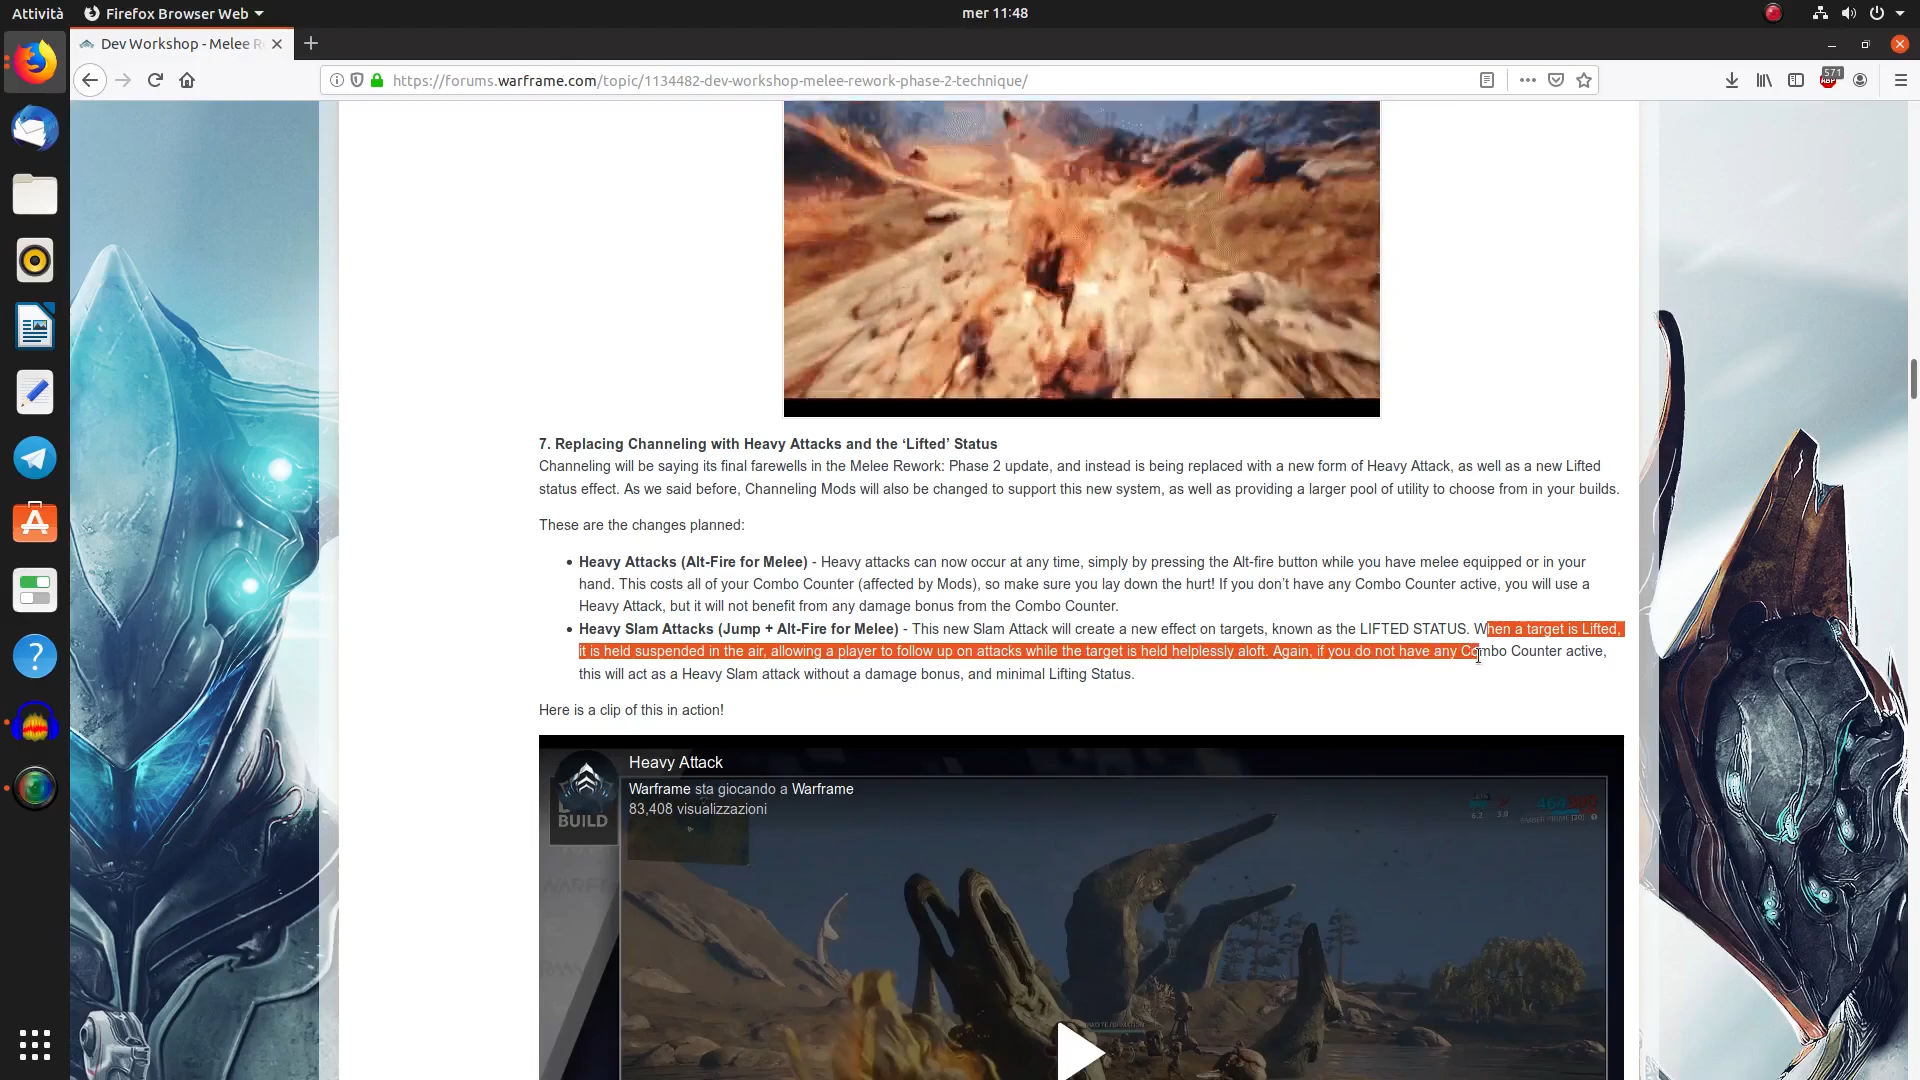 Attività
Firefox Browser Web
mer 11:48
Dev Workshop - Melee R
https://forums.warframe.com/topic/1134482-dev-workshop-melee-rework-phase-2-technique/
571
ABP
7. Replacing Channeling with Heavy Attacks and the ‘Lifted’ Status
Channeling will be saying its final farewells in the Melee Rework: Phase 2 update, and instead is being replaced with a new form of Heavy Attack, as well as a new Lifted
status effect. As we said before, Channeling Mods will also be changed to support this new system, as well as providing a larger pool of utility to choose from in your builds.
These are the changes planned:
• Heavy Attacks (Alt-Fire for Melee) - Heavy attacks can now occur at any time, simply by pressing the Alt-fire button while you have melee equipped or in your
hand. This costs all of your Combo Counter (affected by Mods), so make sure you lay down the hurt! If you don’t have any Combo Counter active, you will use a
Heavy Attack, but it will not benefit from any damage bonus from the Combo Counter.
• Heavy Slam Attacks (Jump + Alt-Fire for Melee) - This new Slam Attack will create a new effect on targets, known as the LIFTED STATUS. When a target is Lifted,
it is held suspended in the air, allowing a player to follow up on attacks while the target is held helplessly aloft. Again, if you do not have any Combo Counter active,
this will act as a Heavy Slam attack without a damage bonus, and minimal Lifting Status.
Here is a clip of this in action!
Heavy Attack
Warframe sta giocando a Warframe
83,408 visualizzazioni
BUILD
6.2
3.0